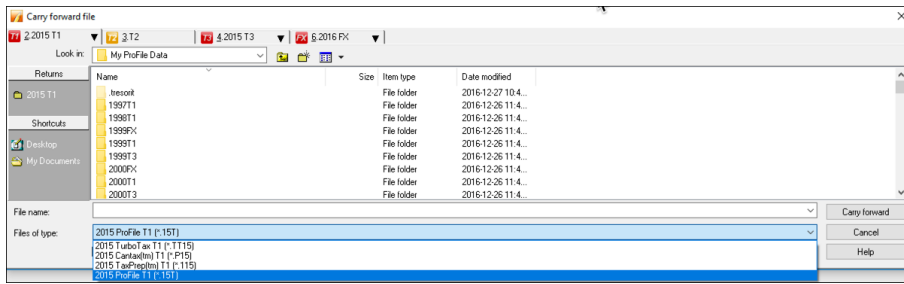 Carry forward file
T1 2.2015 T1 T2 3.T2 T3 4.2015 T3 FX 6.2016 FX
Look in: My ProFile Data
Returns
2015 T1
Shortcuts
Desktop
My Documents
Name Size Item type Date modified
.tresorit File folder 2016-12-27 10:4...
1997T1 File folder 2016-12-26 11:4...
1998T1 File folder 2016-12-26 11:4...
1999FX File folder 2016-12-26 11:4...
1999T1 File folder 2016-12-26 11:4...
1999T3 File folder 2016-12-26 11:4...
2000FX File folder 2016-12-26 11:4...
2000T1 File folder 2016-12-26 11:4...
2000T3 File folder 2016-12-26 11:4...
File name: Carry forward
Files of type: 2015 ProFile T1 (*.15T) Cancel
2015 TurboTax T1 (*.TT15)
2015 Cantax(tm) T1 (*.P15)
2015 TaxPrep(tm) T1 (*.115)
2015 ProFile T1 (*.15T)
Help